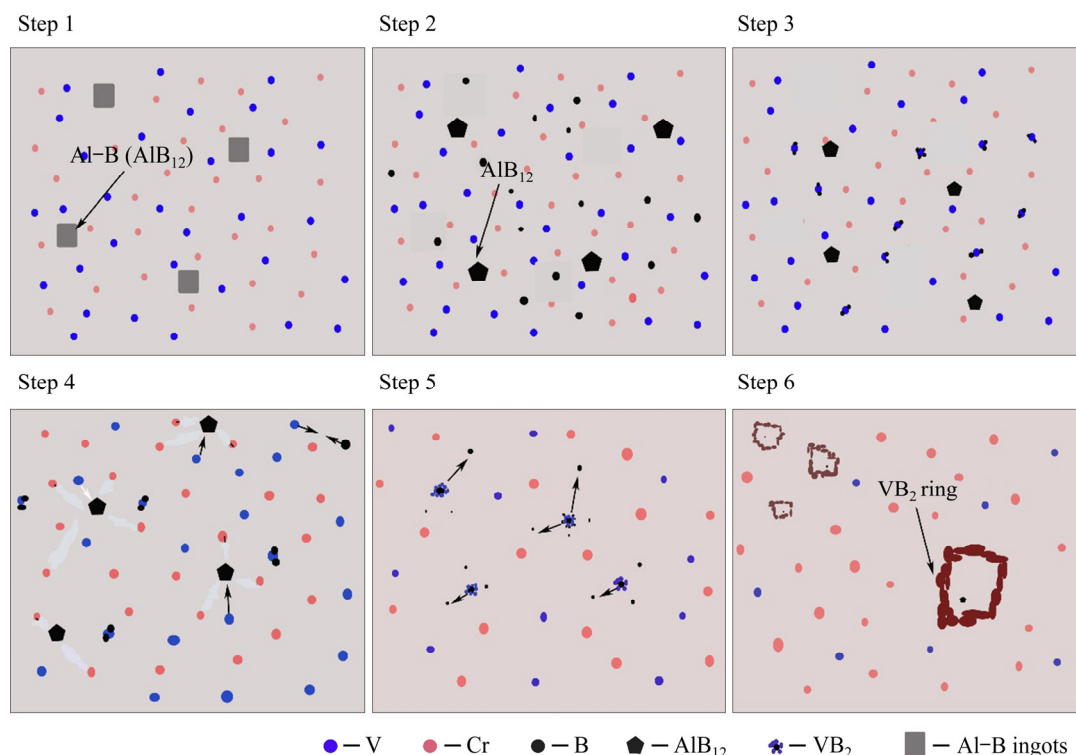 Step 1
Step 2
Step 3
Al−B (AlB₁₂)
AlB₁₂
Step 4
Step 5
Step 6
VB₂ ring
— V
— Cr
— B
— AlB₁₂
— VB₂
— Al−B ingots